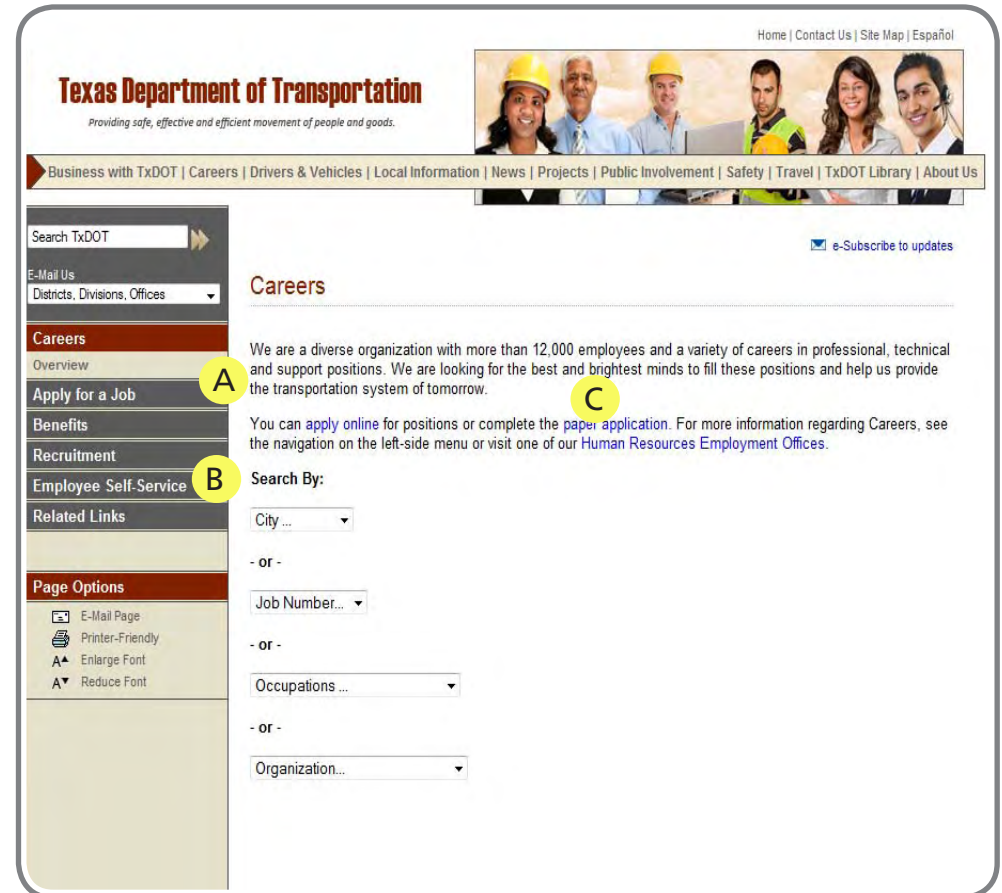 Home | Contact Us | Site Map | Español
Texas Department of Transportation
Providing safe, effective and efficient movement of people and goods.
Business with TxDOT | Careers | Drivers & Vehicles | Local Information | News | Projects | Public Involvement | Safety | Travel | TxDOT Library | About Us
Search TxDOT
e-Subscribe to updates
E-Mail Us
Districts, Divisions, Offices
Careers
Overview
A
Apply for a Job
Benefits
Recruitment
Employee Self-Service
B
Related Links
Page Options
E-Mail Page
Printer-Friendly
A Enlarge Font
A Reduce Font
Careers
We are a diverse organization with more than 12,000 employees and a variety of careers in professional, technical
and support positions. We are looking for the best and brightest minds to fill these positions and help us provide
the transportation system of tomorrow.
C
You can apply online for positions or complete the paper application. For more information regarding Careers, see
the navigation on the left-side menu or visit one of our Human Resources Employment Offices.
Search By:
City ...
- or -
Job Number...
- or -
Occupations ...
- or -
Organization...